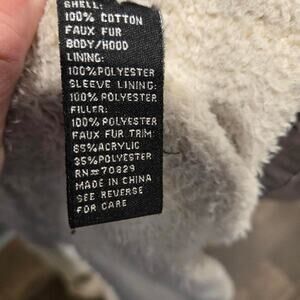 SHELL:
100% COTTON
FAUX FUR
BODY/HOOD
LINING:
100%POLYESTER
SLEEVE LINING:
100% POLYESTER
FILLER:
100% POLYESTER
FAUX FUR TRIM:
65%ACRYLIC
35%POLYESTER
RN#70829
MADE IN CHINA
SEE REVERSE
FOR CARE